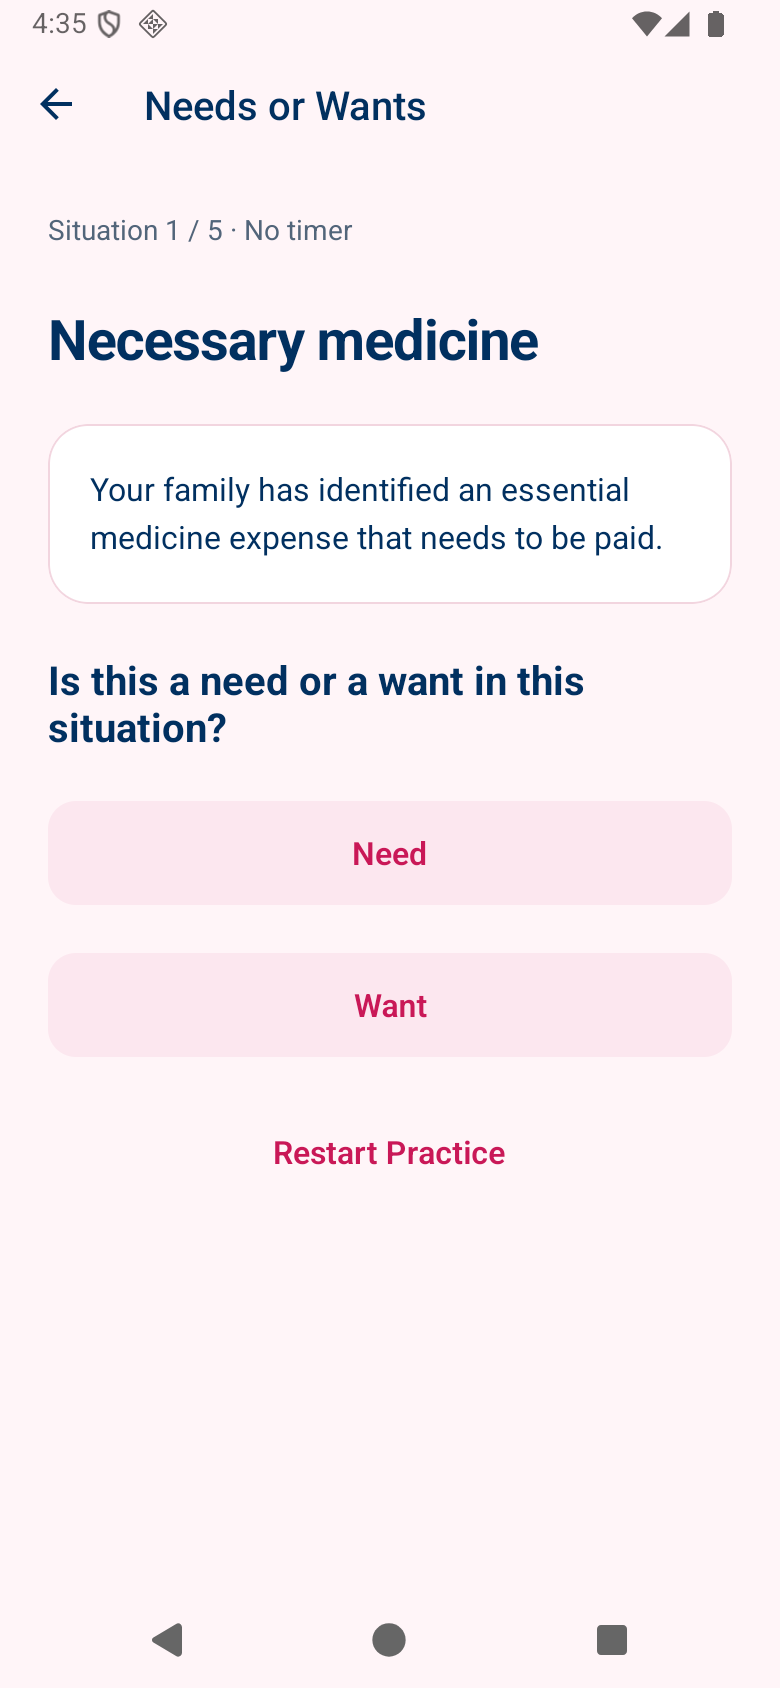 4:35
Needs or Wants
Situation 1 / 5 · No timer
Necessary medicine
Your family has identified an essential
medicine expense that needs to be paid.
Is this a need or a want in this
situation?
Need
Want
Restart Practice